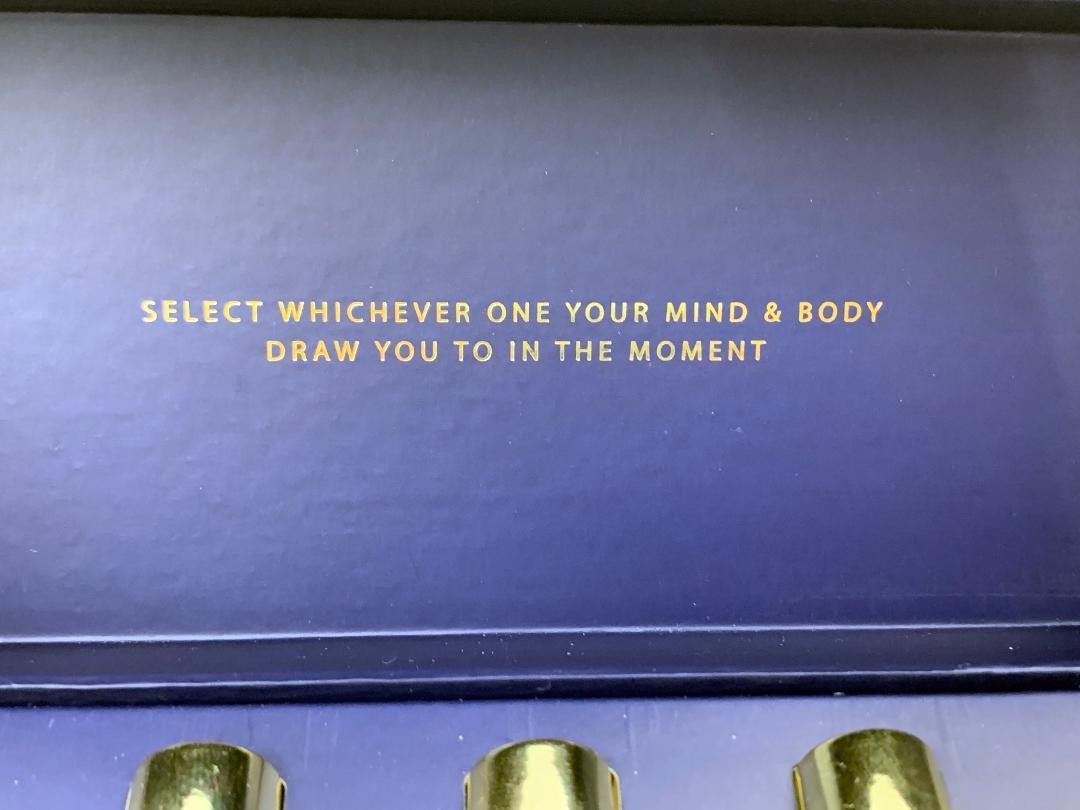 SELECT WHICHEVER ONE YOUR MIND & BODY
DRAW YOU TO IN THE MOMENT